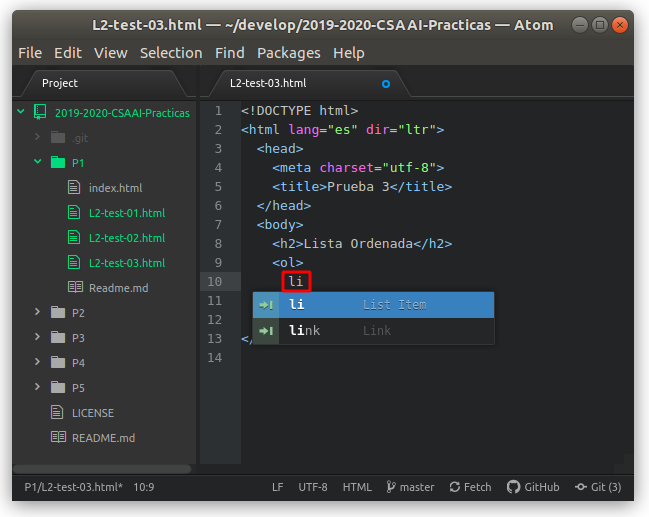 L2-test-03.html — ~/develop/2019-2020-CSAAI-Practicas — Atom
File Edit View Selection Find Packages Help
Project
L2-test-03.html
2019-2020-CSAAI-Practicas
.git
P1
index.html
L2-test-01.html
L2-test-02.html
L2-test-03.html
Readme.md
P2
P3
P4
P5
LICENSE
README.md
1 <!DOCTYPE html>
2 <html lang="es" dir="ltr">
3 <head>
4 <meta charset="utf-8">
5 <title>Prueba 3</title>
6 </head>
7 <body>
8 <h2>Lista Ordenada</h2>
9 <ol>
10 li
11 li List Item
12 link Link
13 </
14
P1/L2-test-03.html* 10:9 LF UTF-8 HTML master Fetch GitHub Git (3)